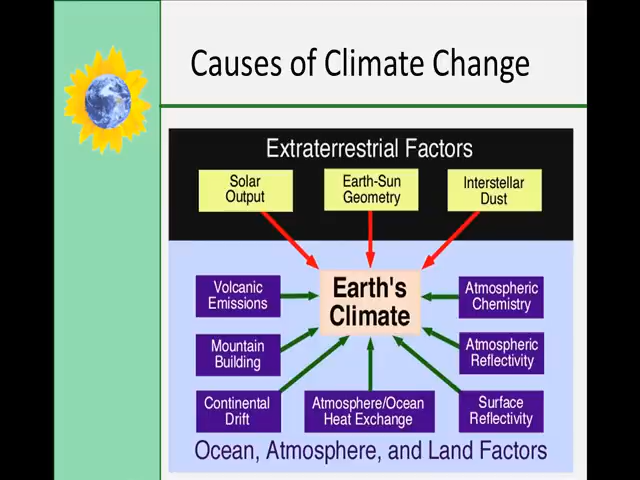 Causes of Climate Change
Extraterrestrial Factors
Solar
Output
Earth-Sun
Geometry
Interstellar
Dust
Earth's
Climate
Volcanic
Emissions
Atmospheric
Chemistry
Mountain
Building
Atmospheric
Reflectivity
Continental
Drift
Atmosphere/Ocean
Heat Exchange
Surface
Reflectivity
Ocean, Atmosphere, and Land Factors